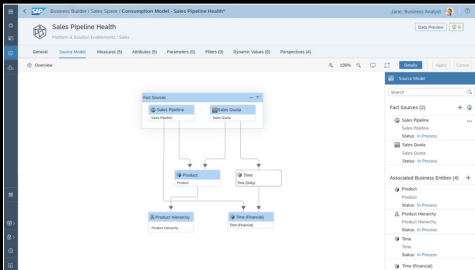 SAP Business Builder / Sales Space / Consumption Model - Sales Pipeline Health*
Jane, Business Analyst
Sales Pipeline Health
Platform & Solution Enablements / Sales
Data Preview
0
General Source Model Measures (5) Attributes (5) Parameters (0) Filters (0) Dynamic Values (0) Perspectives (4)
Overview
100%
Details Apply Cancel
Fact Sources
Sales Pipeline
Sales Pipeline
Sales Quota
Sales Quota
Product
Product
Time
Time (Daily)
Product Hierarchy
Product Hierarchy
Time (Financial)
Time (Financial)
Source Model
Search
Fact Sources (2)
Sales Pipeline
Sales Pipeline
Status: In Process
Sales Quota
Sales Quota
Status: In Process
Associated Business Entities (4)
Product
Product
Status: In Process
Product Hierarchy
Product Hierarchy
Status: In Process
Time
Time
Status: In Process
Time (Financial)